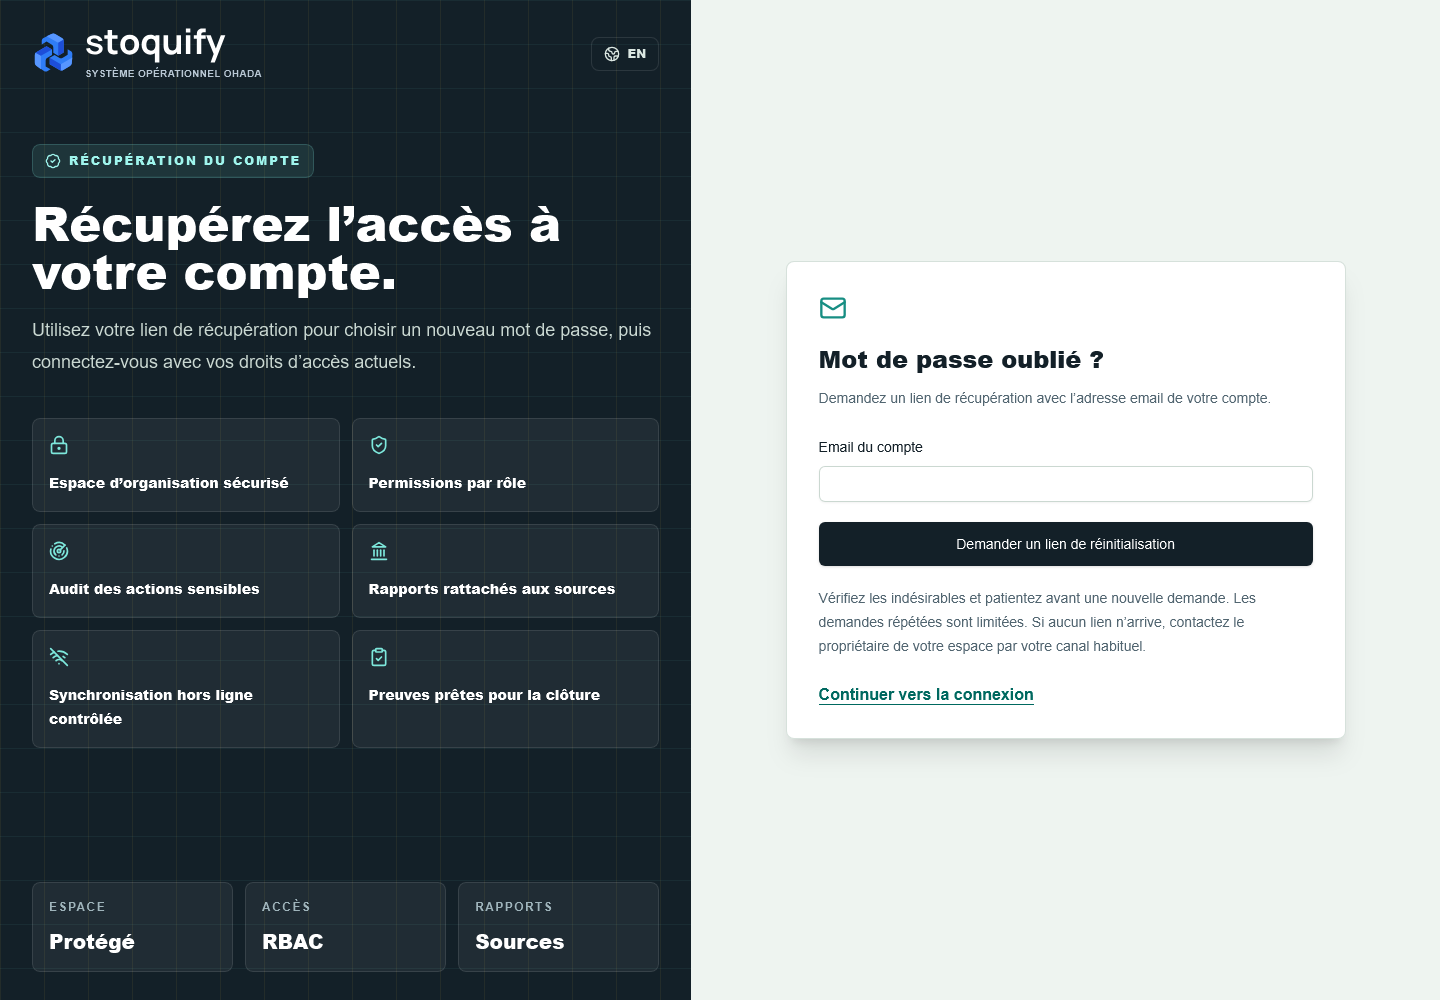 stoquify
SYSTÈME OPÉRATIONNEL OHADA
EN
RÉCUPÉRATION DU COMPTE
Récupérez l’accès à
votre compte.
Utilisez votre lien de récupération pour choisir un nouveau mot de passe, puis
connectez-vous avec vos droits d’accès actuels.
Espace d’organisation sécurisé
Permissions par rôle
Audit des actions sensibles
Rapports rattachés aux sources
Synchronisation hors ligne
contrôlée
Preuves prêtes pour la clôture
ESPACE
Protégé
ACCÈS
RBAC
RAPPORTS
Sources
Mot de passe oublié ?
Demandez un lien de récupération avec l’adresse email de votre compte.
Email du compte
Demander un lien de réinitialisation
Vérifiez les indésirables et patientez avant une nouvelle demande. Les
demandes répétées sont limitées. Si aucun lien n’arrive, contactez le
propriétaire de votre espace par votre canal habituel.
Continuer vers la connexion